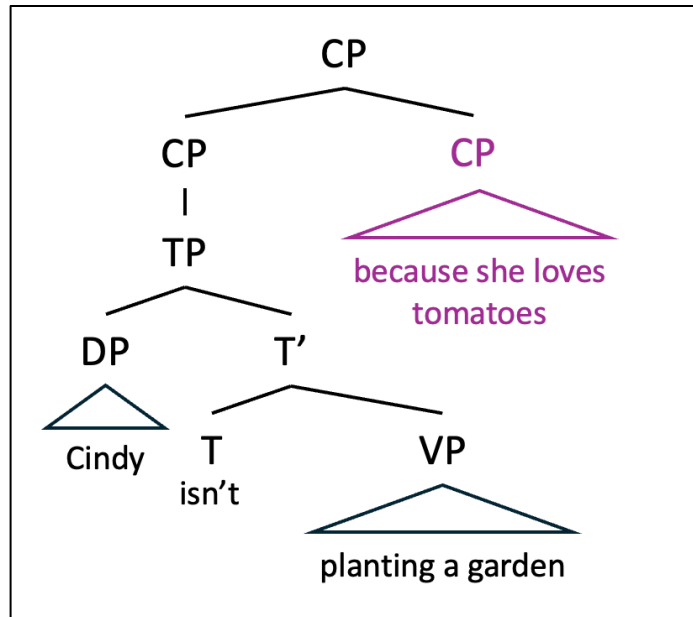 CP
CP CP
TP
because she loves
tomatoes
DP T’
Cindy T VP
isn’t
planting a garden